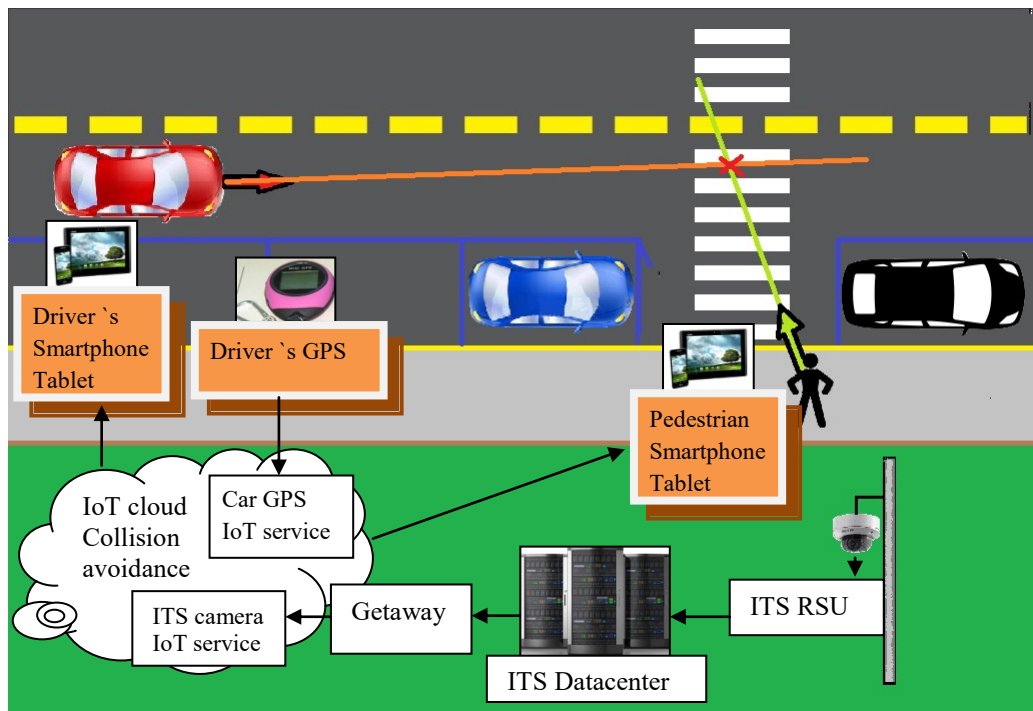 Driver `s
Smartphone
Tablet
Driver `s GPS
Pedestrian
Smartphone
Tablet
IoT cloud
Collision
avoidance
Car GPS
IoT service
ITS camera
IoT service
Getaway
ITS Datacenter
ITS RSU